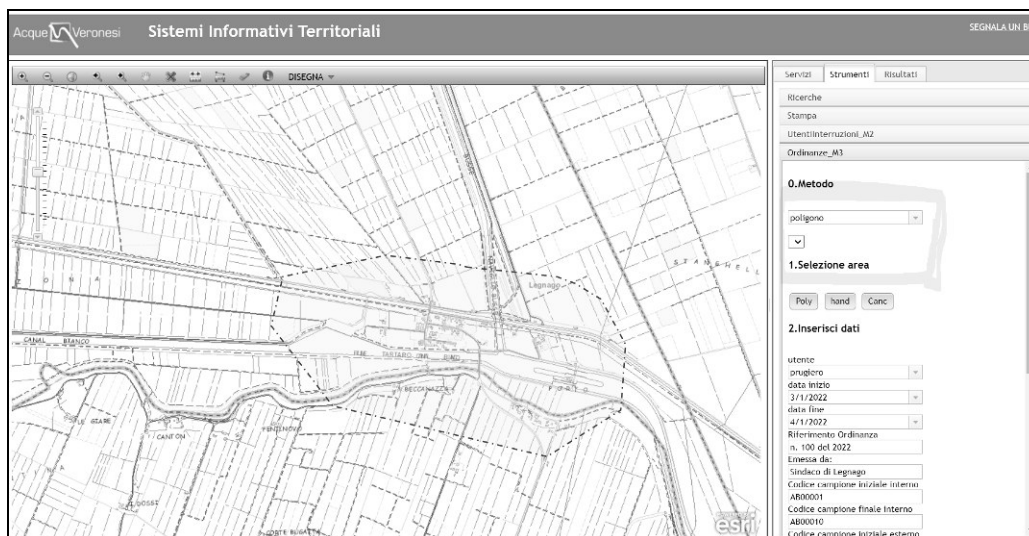 Acque Veronesi
Sistemi Informativi Territoriali
SEGNALA UN B
DISEGNA
Servizi
Strumenti
Risultati
Ricerche
Stampa
UtentiInterruzioni_M2
Ordinanze_M3
0.Metodo
poligono
1.Selezione area
Poly
hand
Canc
2.Inserisci dati
utente
prugiero
data inizio
3/1/2022
data fine
4/1/2022
Riferimento Ordinanza
n. 100 del 2022
Emessa da:
Sindaco di Legnago
Codice campione iniziale interno
AB00001
Codice campione finale interno
AB00010
Codice campione iniziale esterno
Legnago
CANAL BIANCO
TARTARO
CANTON
esri